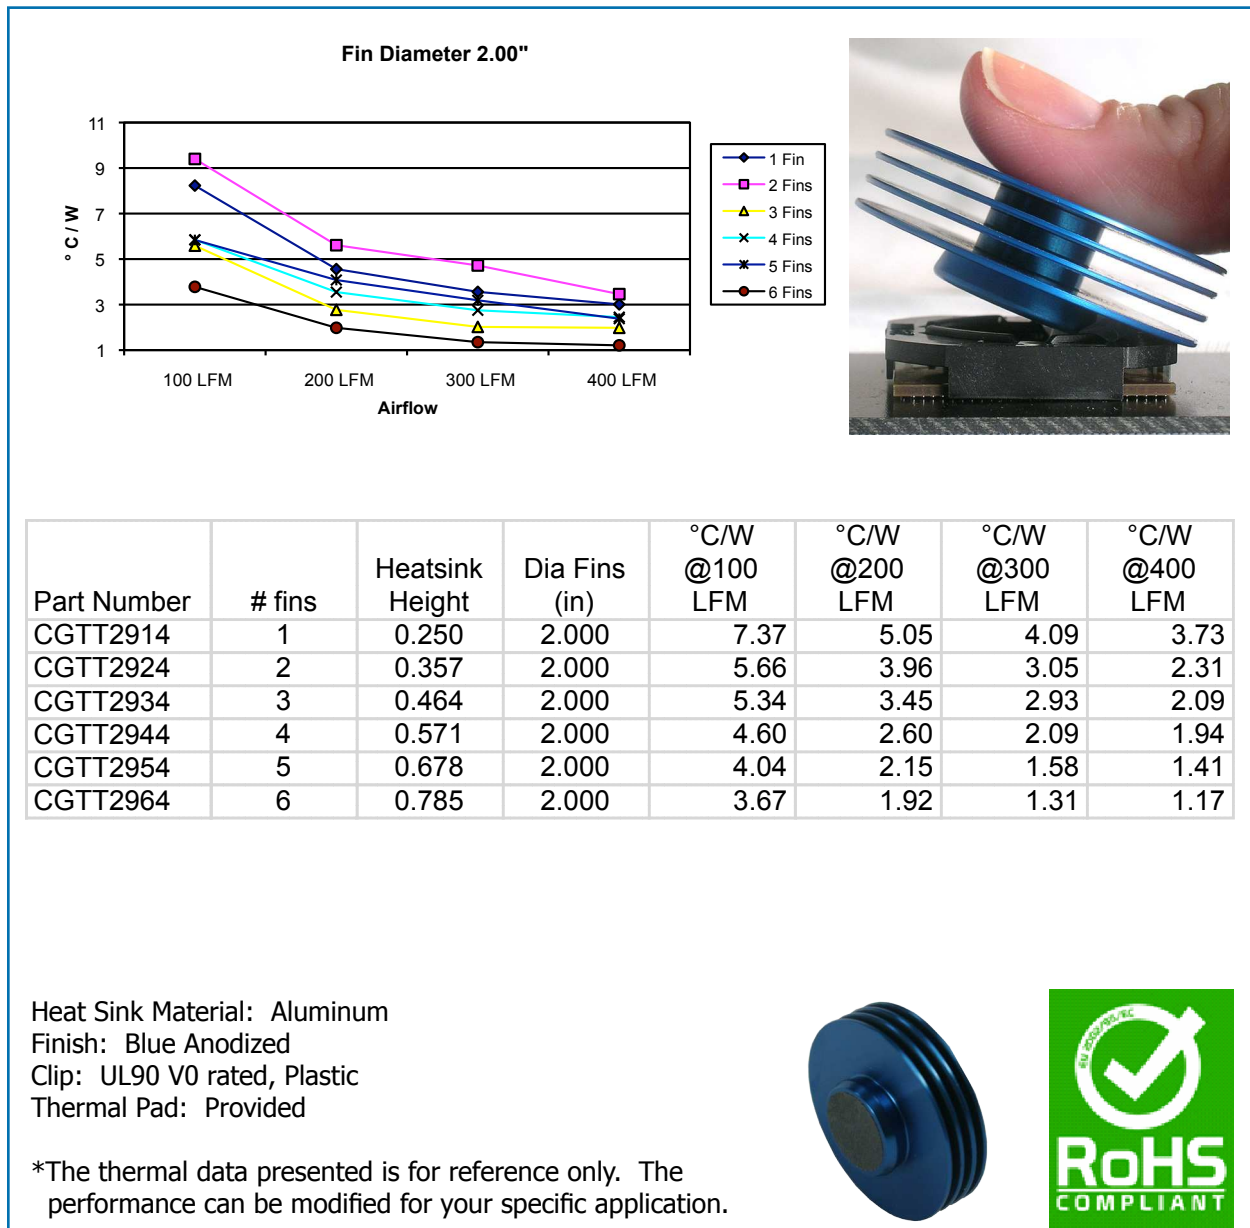 Fin Diameter 2.00"
° C / W
11
9
7
5
3
1
100 LFM 200 LFM 300 LFM 400 LFM
Airflow
1 Fin
2 Fins
3 Fins
4 Fins
5 Fins
6 Fins
Part Number # fins Heatsink Height Dia Fins (in) °C/W @100 LFM °C/W @200 LFM °C/W @300 LFM °C/W @400 LFM
CGTT2914 1 0.250 2.000 7.37 5.05 4.09 3.73
CGTT2924 2 0.357 2.000 5.66 3.96 3.05 2.31
CGTT2934 3 0.464 2.000 5.34 3.45 2.93 2.09
CGTT2944 4 0.571 2.000 4.60 2.60 2.09 1.94
CGTT2954 5 0.678 2.000 4.04 2.15 1.58 1.41
CGTT2964 6 0.785 2.000 3.67 1.92 1.31 1.17
Heat Sink Material: Aluminum
Finish: Blue Anodized
Clip: UL90 V0 rated, Plastic
Thermal Pad: Provided
*The thermal data presented is for reference only. The
performance can be modified for your specific application.
EU 2002/95/EC
RoHS
COMPLIANT